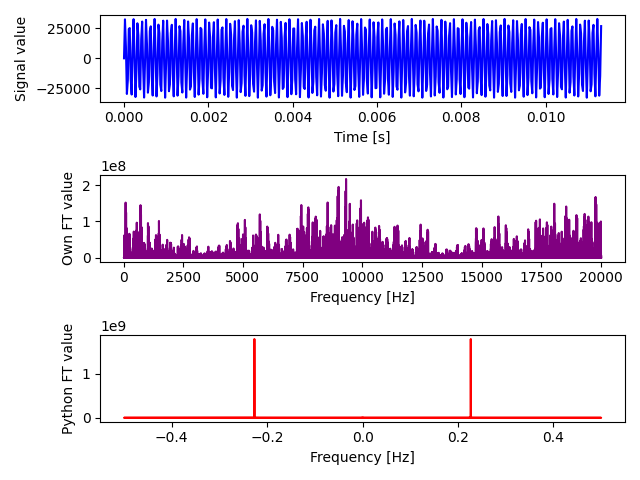 Signal value
25000
0
−25000
0.000 0.002 0.004 0.006 0.008 0.010
Time [s]
1e8
Own FT value
2
1
0
0 2500 5000 7500 10000 12500 15000 17500 20000
Frequency [Hz]
1e9
Python FT value
1
0
−0.4 −0.2 0.0 0.2 0.4
Frequency [Hz]